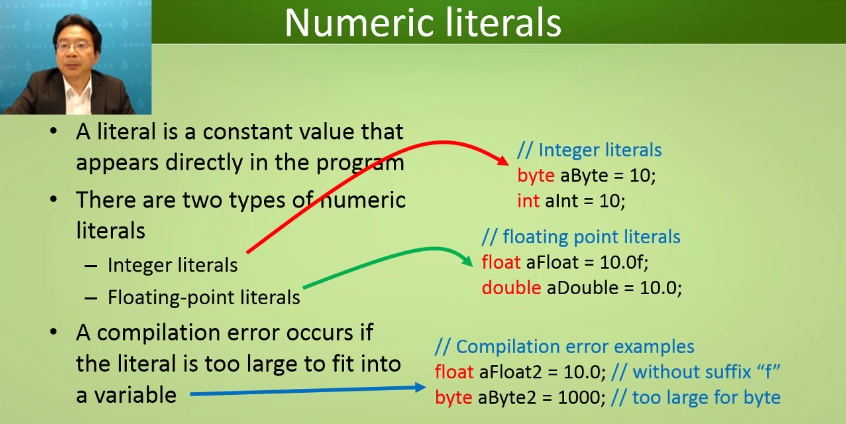 Numeric literals
• A literal is a constant value that
appears directly in the program
• There are two types of numeric
literals
– Integer literals
– Floating-point literals
• A compilation error occurs if
the literal is too large to fit into
a variable
// Integer literals
byte aByte = 10;
int aInt = 10;
// floating point literals
float aFloat = 10.0f;
double aDouble = 10.0;
// Compilation error examples
float aFloat2 = 10.0; // without suffix “f”
byte aByte2 = 1000; // too large for byte